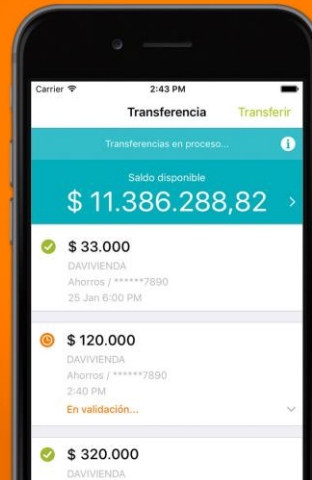 Carrier 2:43 PM
Transferencia Transferir
Transferencias en proceso...
Saldo disponible
$ 11.386.288,82
$ 33.000
DAVIVIENDA
Ahorros / ******7890
25 Jan 6:00 PM
$ 120.000
DAVIVIENDA
Ahorros / ******7890
2:40 PM
En validación...
$ 320.000
DAVIVIENDA